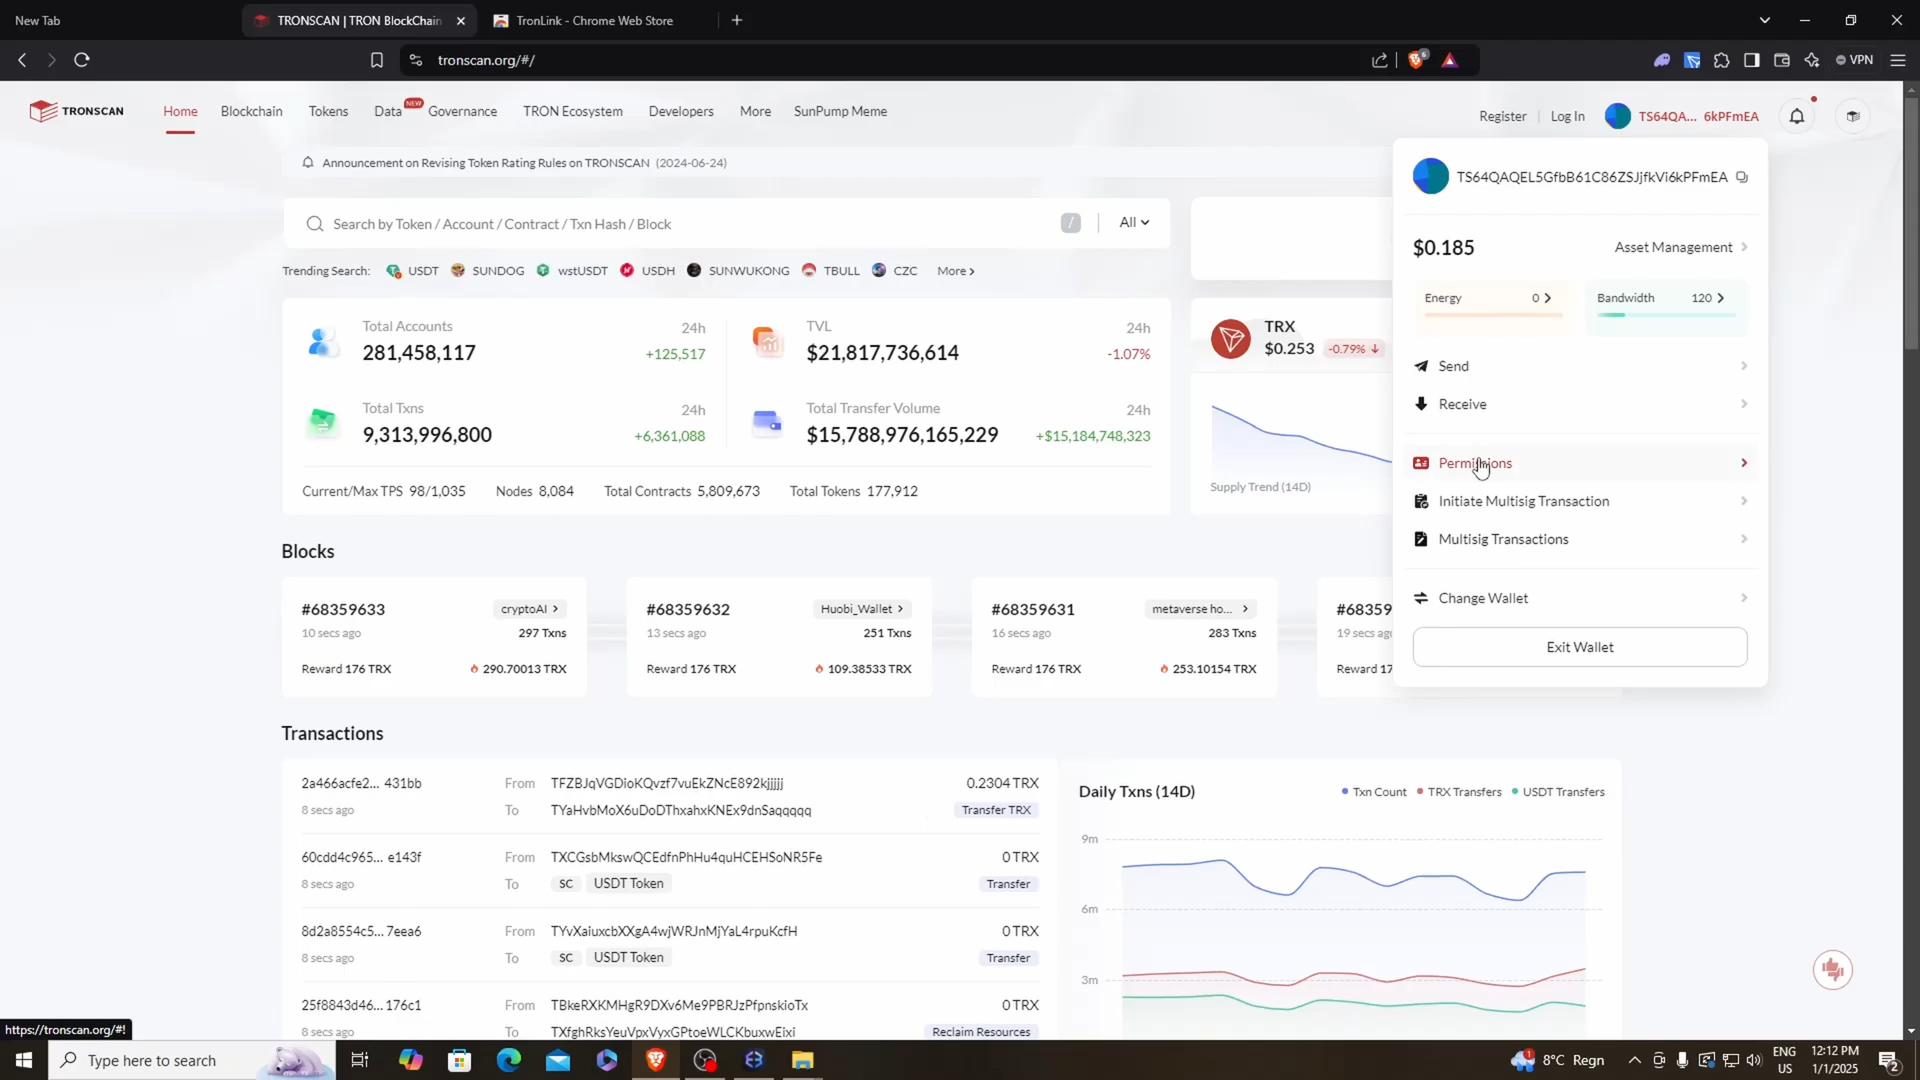 New Tab
TRONSCAN | TRON BlockChain
TronLink - Chrome Web Store
tronscan.org/#/
6
VPN
TRONSCAN
Home
Blockchain
Tokens
Data
NEW
Governance
TRON Ecosystem
Developers
More
SunPump Meme
Register
Log In
TS64QA... 6kPFmEA
Announcement on Revising Token Rating Rules on TRONSCAN (2024-06-24)
Search by Token / Account / Contract / Txn Hash / Block
/
All
Trending Search: USDT SUNDOG wstUSDT USDH SUNWUKONG TBULL CZC More >
Total Accounts 24h
281,458,117 +125,517
TVL 24h
$21,817,736,614 -1.07%
Total Txns 24h
9,313,996,800 +6,361,088
Total Transfer Volume 24h
$15,788,976,165,229 +$15,184,748,323
Current/Max TPS 98/1,035 Nodes 8,084 Total Contracts 5,809,673 Total Tokens 177,912
TRX
$0.253 -0.79% ↓
Supply Trend (14D)
TS64QAQEL5GfbB61C86ZSJjfkVi6kPFmEA
$0.185
Asset Management
Energy 0
Bandwidth 120
Send
Receive
Permissions
Initiate Multisig Transaction
Multisig Transactions
Change Wallet
Exit Wallet
Blocks
#68359633 cryptoAI >
10 secs ago 297 Txns
Reward 176 TRX 290.70013 TRX
#68359632 Huobi_Wallet >
13 secs ago 251 Txns
Reward 176 TRX 109.38533 TRX
#68359631 metaverse ho... >
16 secs ago 283 Txns
Reward 176 TRX 253.10154 TRX
#68359
19 secs ag
Reward 17
Transactions
2a466acfe2... 431bb From TFZBJqVGDioKQvzf7vuEkZNcE892kjjjjj 0.2304 TRX
8 secs ago To TYaHvbMoX6uDoDThxahxKNEx9dnSaqqqqq Transfer TRX
60cdd4c965... e143f From TXCGsbMkswQCEdfnPhHu4quHCEHSoNR5Fe 0 TRX
8 secs ago To SC USDT Token Transfer
8d2a8554c5... 7eea6 From TYvXaiuxcbXXgA4wjWRJnMjYaL4rpuKcfH 0 TRX
8 secs ago To SC USDT Token Transfer
25f8843d46... 176c1 From TBkeRXKMHgR9DXv6Me9PBRJzPfpnskioTx 0 TRX
8 secs ago To TXfghRksYeuVpxVyxGPtoeWLCKbuxwEixi Reclaim Resources
Daily Txns (14D)
Txn Count TRX Transfers USDT Transfers
9m
6m
3m
https://tronscan.org/#!
Type here to search
1
8°C Regn
ENG
US
12:12 PM
1/1/2025
2